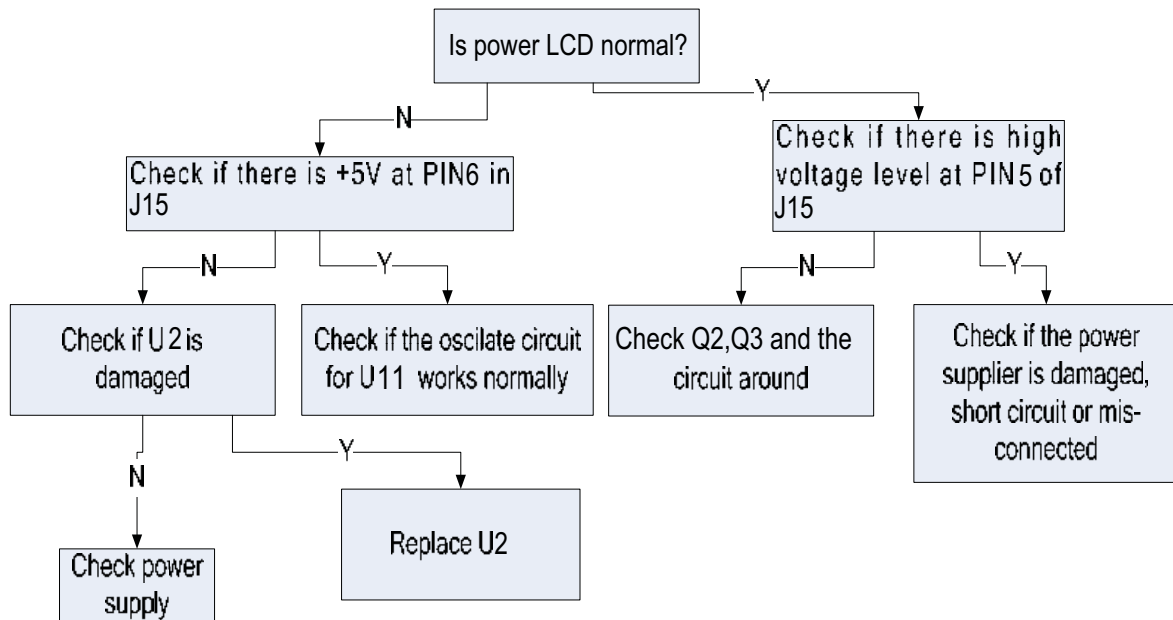 Is power LCD normal?
N
Y
Check if there is +5V at PIN6 in
J15
Check if there is high
voltage level at PIN5 of
J15
N
Y
N
Y
Check if U2 is
damaged
Check if the oscilate circuit
for U11 works normally
Check Q2,Q3 and the
circuit around
Check if the power
supplier is damaged,
short circuit or mis-
connected
N
Y
Check power
supply
Replace U2